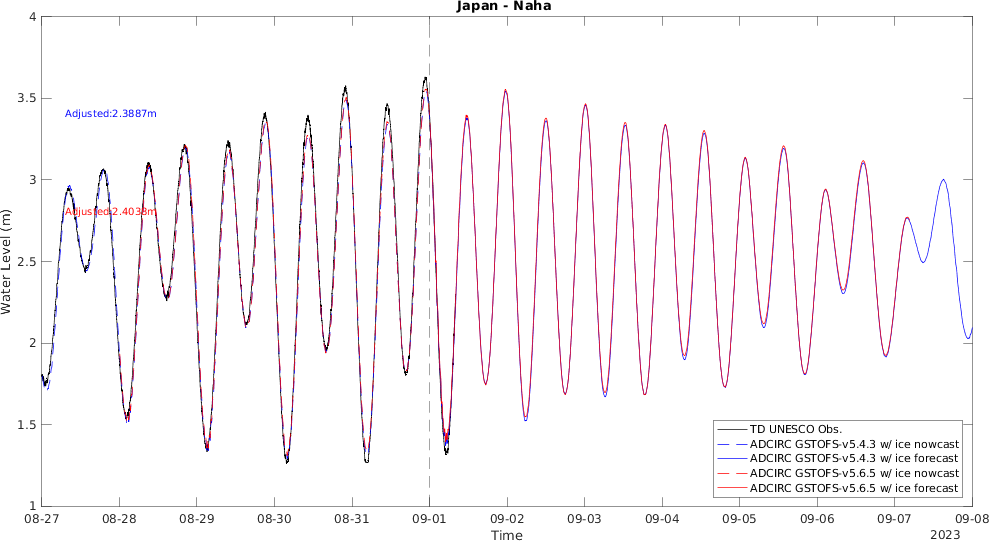 Japan - Naha
4
3.5
3
2.5
2
1.5
1
Water Level (m)
Adjusted:2.3887m
Adjusted:2.4033m
TD UNESCO Obs.
ADCIRC GSTOFS-v5.4.3 w/ ice nowcast
ADCIRC GSTOFS-v5.4.3 w/ ice forecast
ADCIRC GSTOFS-v5.6.5 w/ ice nowcast
ADCIRC GSTOFS-v5.6.5 w/ ice forecast
08-27 08-28 08-29 08-30 08-31 09-01 09-02 09-03 09-04 09-05 09-06 09-07 09-08
Time
2023